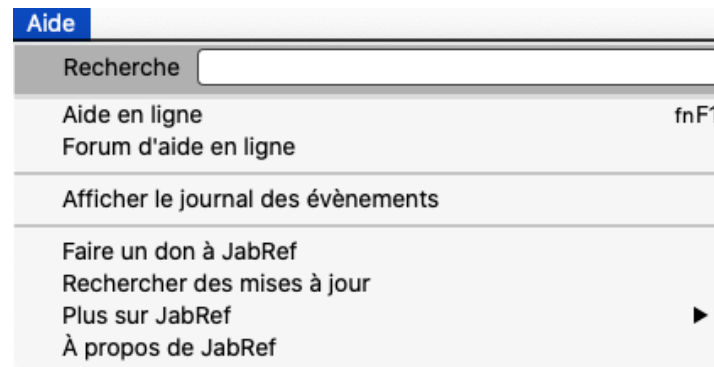 Aide
Recherche
Aide en ligne fnF1
Forum d'aide en ligne
Afficher le journal des évènements
Faire un don à JabRef
Rechercher des mises à jour
Plus sur JabRef
À propos de JabRef